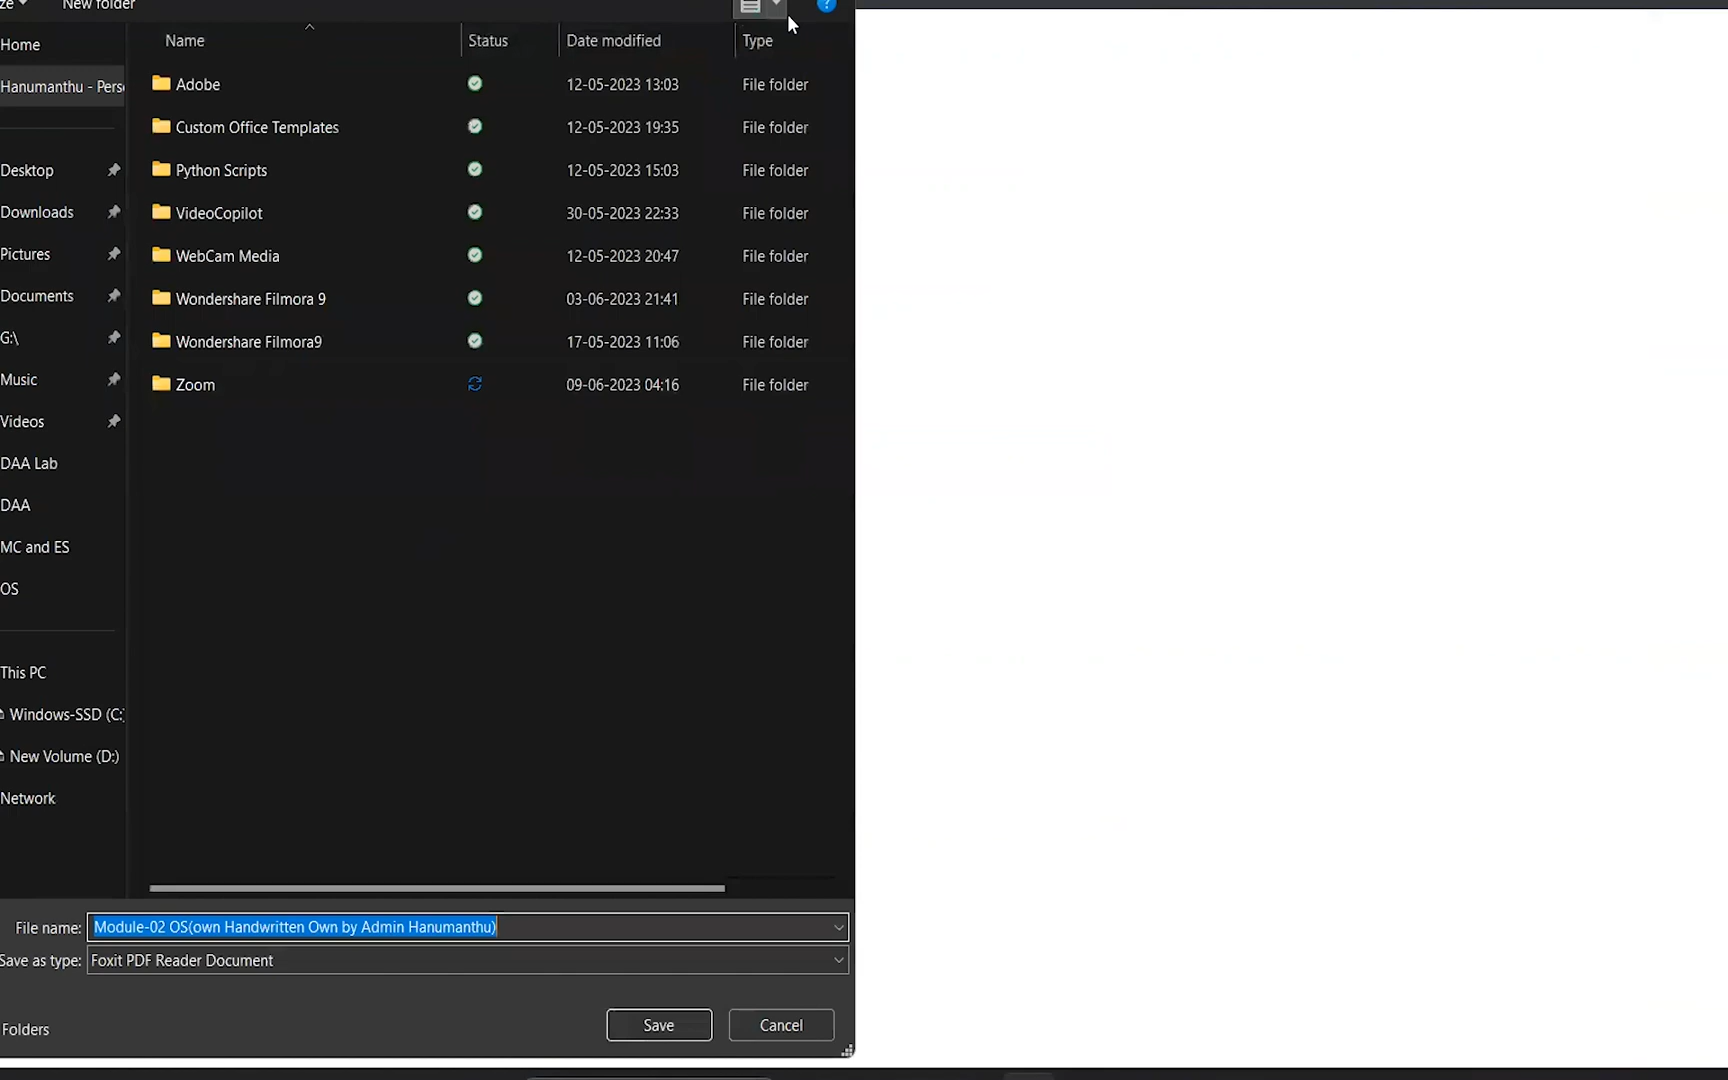 ze New folder
Name Status Date modified Type
Home
Hanumanthu - Pers
Adobe 12-05-2023 13:03 File folder
Custom Office Templates 12-05-2023 19:35 File folder
Desktop
Python Scripts 12-05-2023 15:03 File folder
Downloads
VideoCopilot 30-05-2023 22:33 File folder
Pictures
WebCam Media 12-05-2023 20:47 File folder
Documents
Wondershare Filmora 9 03-06-2023 21:41 File folder
G:\
Wondershare Filmora9 17-05-2023 11:06 File folder
Music
Zoom 09-06-2023 04:16 File folder
Videos
DAA Lab
DAA
MC and ES
OS
This PC
Windows-SSD (C:)
New Volume (D:)
Network
File name: Module-02 OS(own Handwritten Own by Admin Hanumanthu)
Save as type: Foxit PDF Reader Document
Folders
Save Cancel